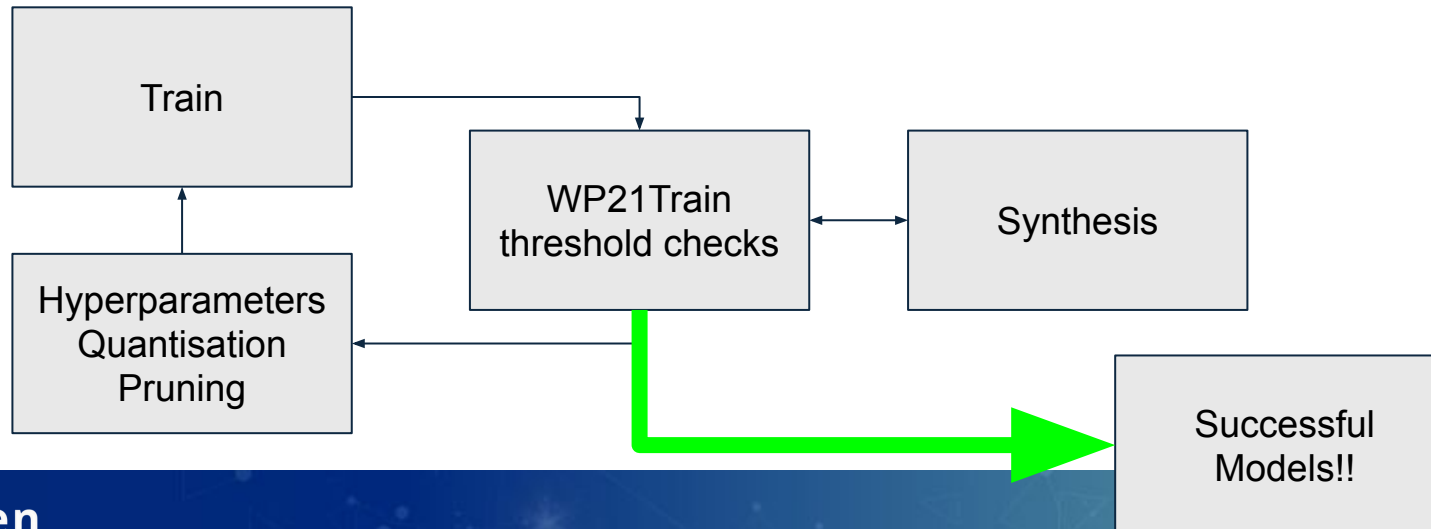 Train
WP21Train
threshold checks
Synthesis
Hyperparameters
Quantisation
Pruning
Successful
Models!!